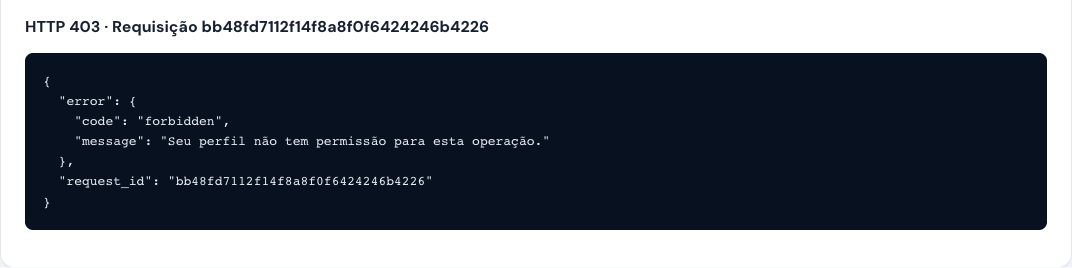 HTTP 403 · Requisição bb48fd7112f14f8a8f0f6424246b4226
{
  "error": {
    "code": "forbidden",
    "message": "Seu perfil não tem permissão para esta operação."
  },
  "request_id": "bb48fd7112f14f8a8f0f6424246b4226"
}